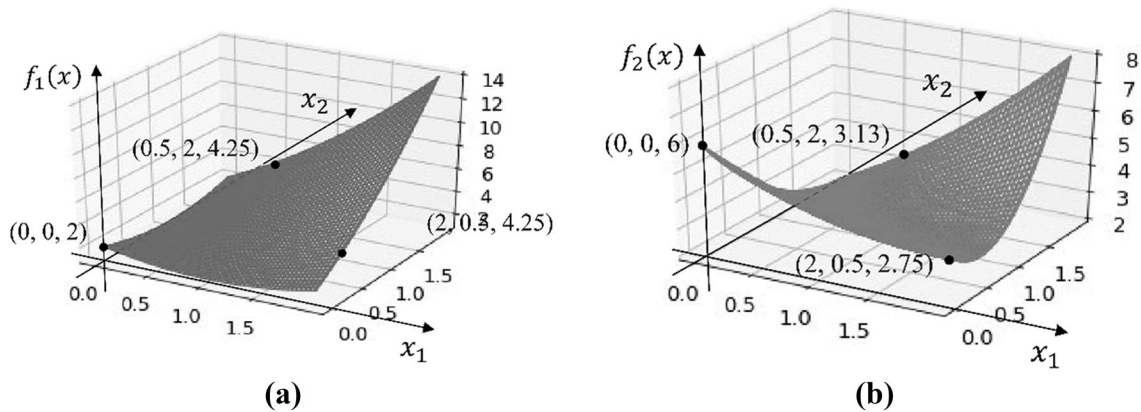 f₁(x)
x₂
14
12
10
8
6
4
2
(0.5, 2, 4.25)
(0, 0, 2)
(2, 0.5, 4.25)
0.0
0.5
1.0
1.5
0.0
0.5
1.0
1.5
x₁
(a)
f₂(x)
x₂
8
7
6
5
4
3
2
(0, 0, 6)
(0.5, 2, 3.13)
(2, 0.5, 2.75)
0.0
0.5
1.0
1.5
0.0
0.5
1.0
1.5
x₁
(b)